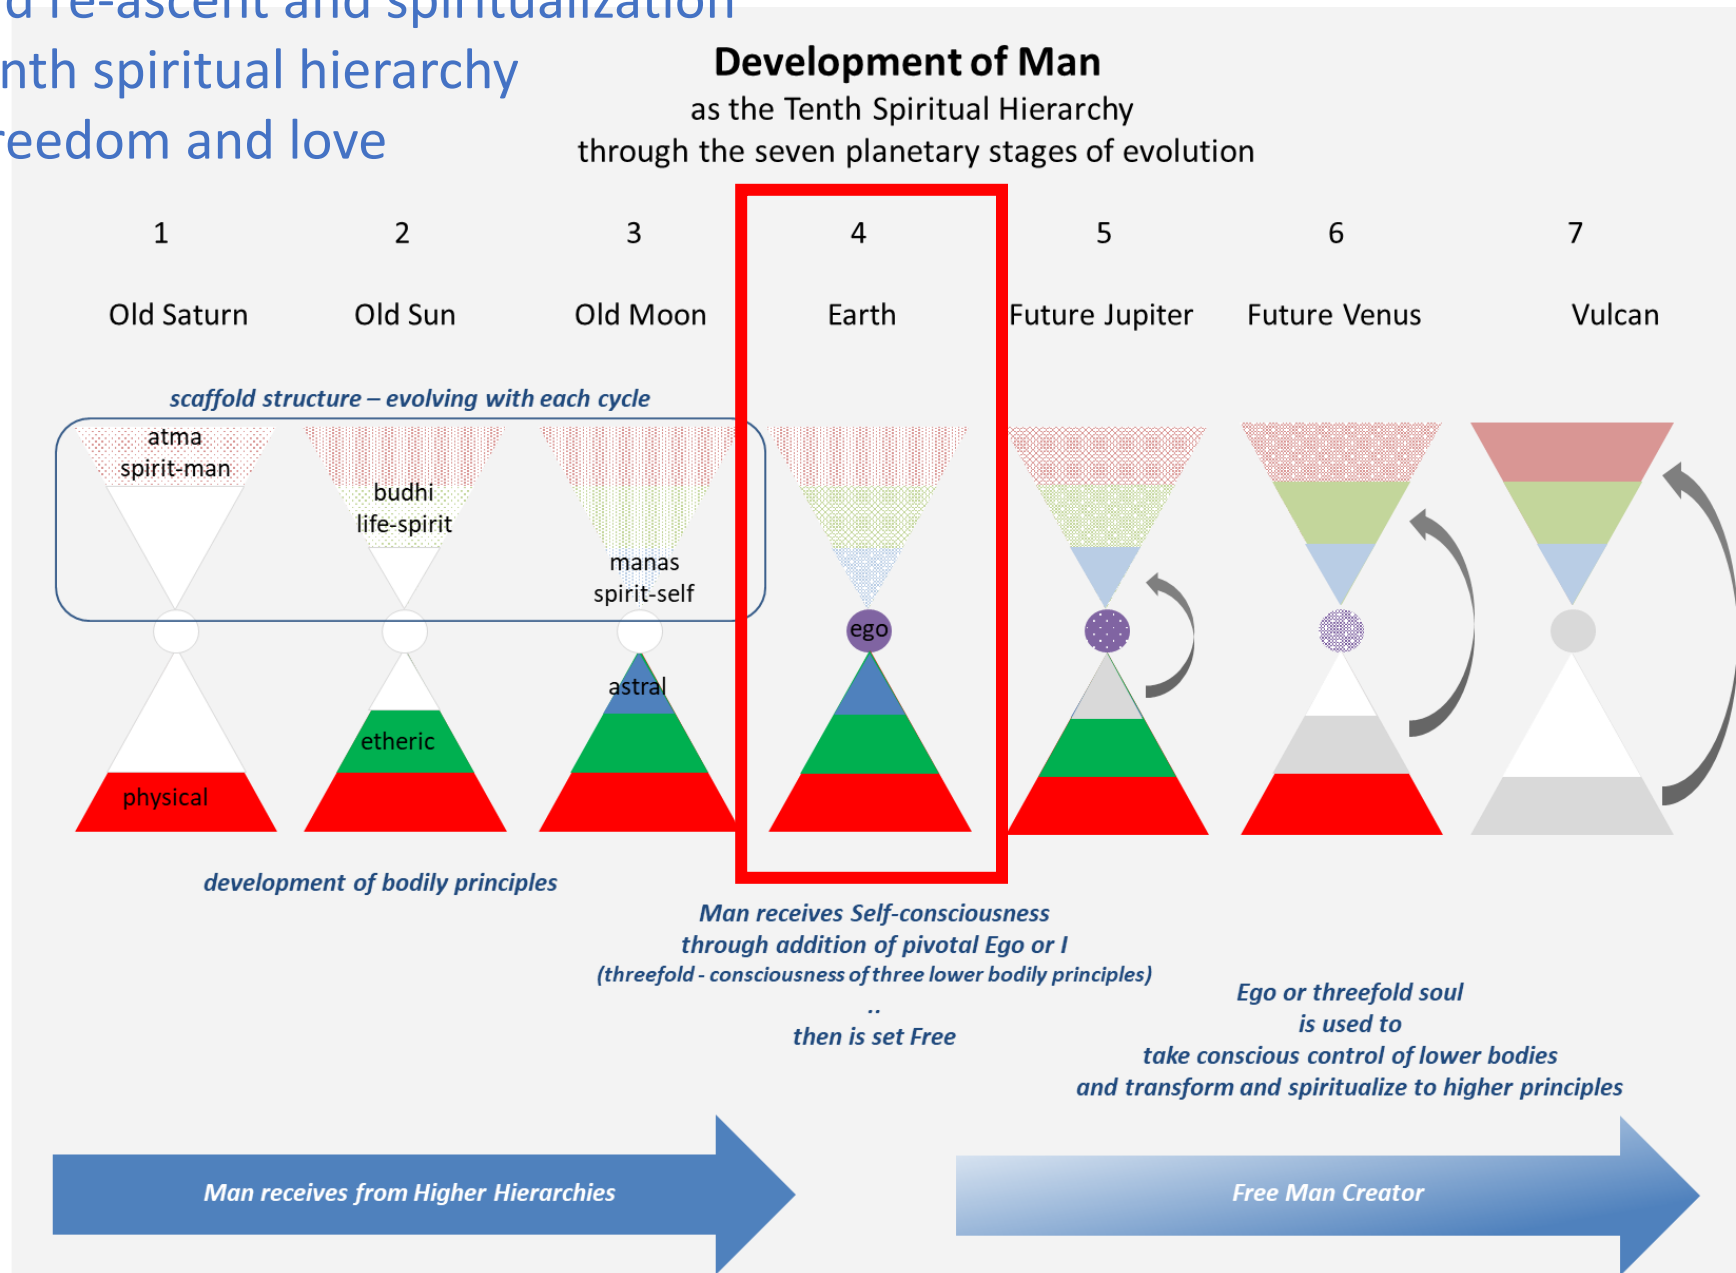 d re-ascent and spiritualization
nth spiritual hierarchy
reedom and love
Development of Man
as the Tenth Spiritual Hierarchy
through the seven planetary stages of evolution
1 2 3 4 5 6 7
Old Saturn Old Sun Old Moon Earth Future Jupiter Future Venus Vulcan
scaffold structure – evolving with each cycle
atma
spirit-man
budhi
life-spirit
manas
spirit-self
ego
astral
etheric
physical
development of bodily principles
Man receives Self-consciousness
through addition of pivotal Ego or I
(threefold - consciousness of three lower bodily principles)
..
then is set Free
Ego or threefold soul
is used to
take conscious control of lower bodies
and transform and spiritualize to higher principles
Man receives from Higher Hierarchies
Free Man Creator